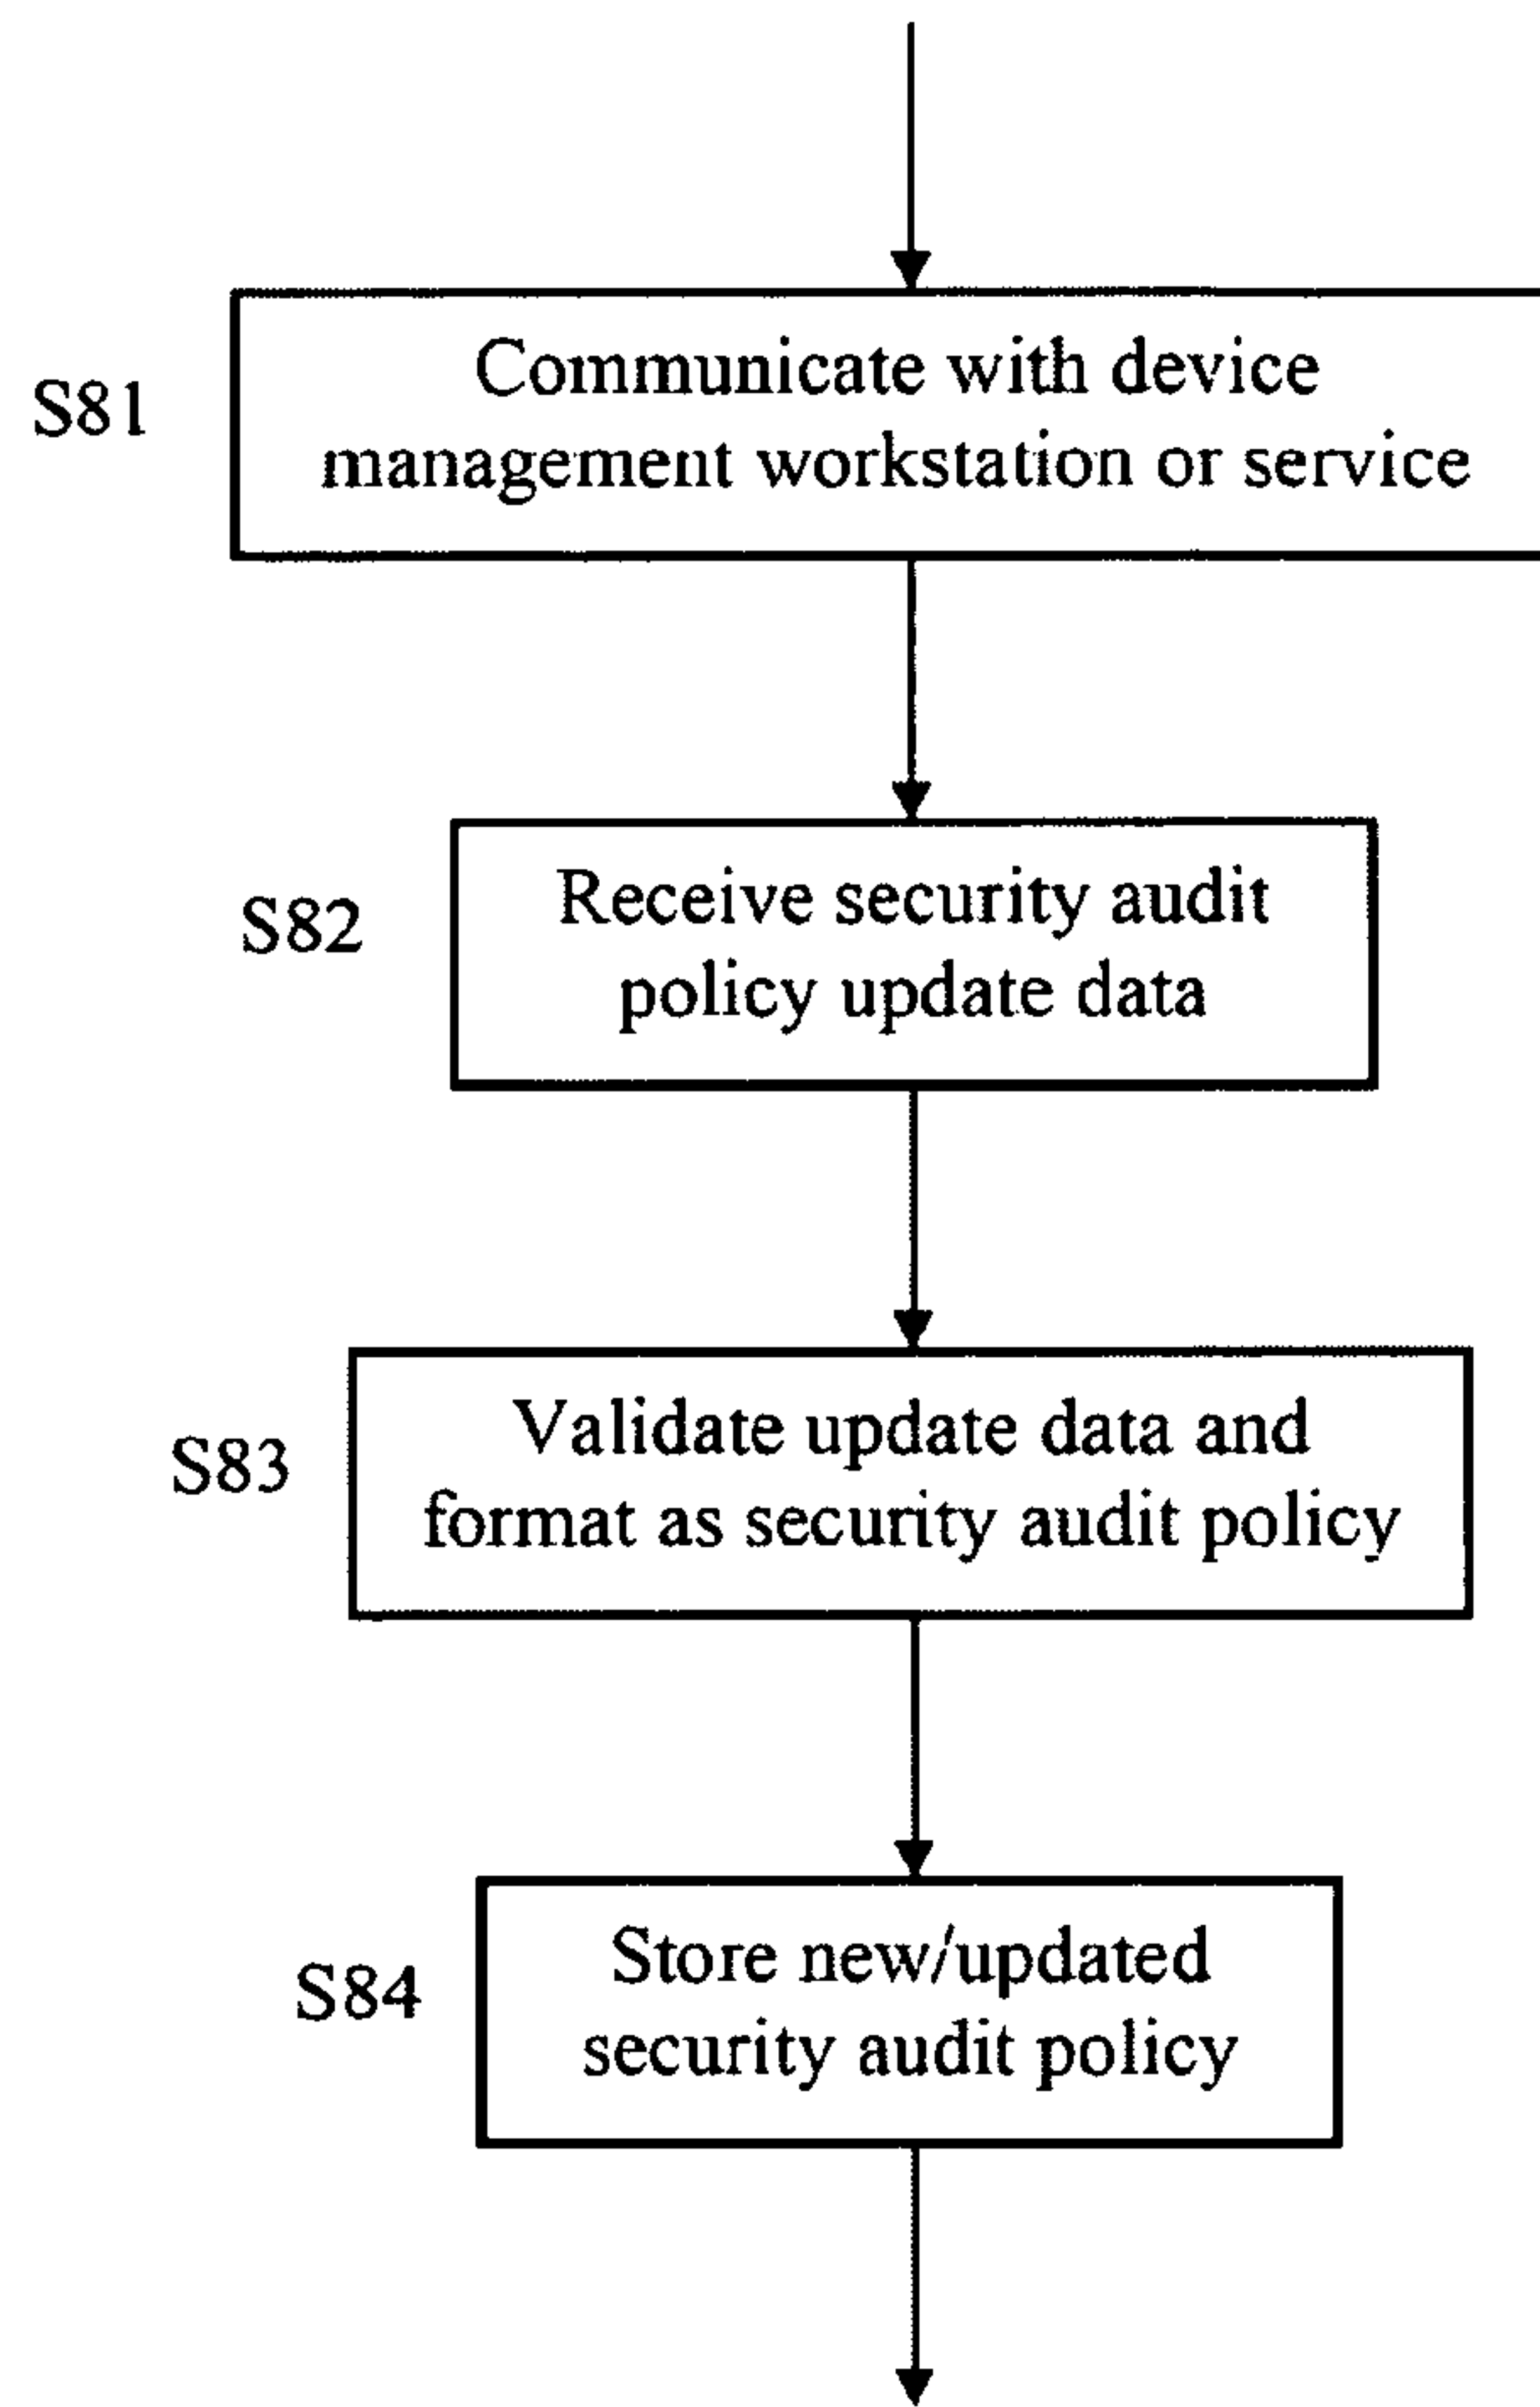 S81
Communicate with device
management workstation or service
S82
Receive security audit
policy update data
S83
Validate update data and
format as security audit policy
S84
Store new/updated
security audit policy